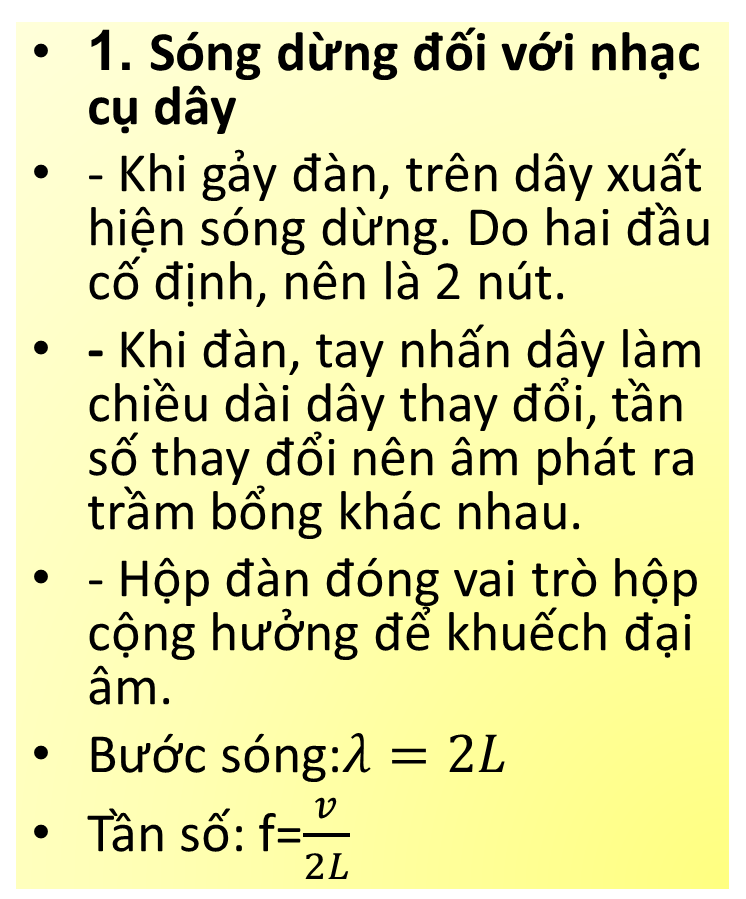 • 1. Sóng dừng đối với nhạc
cụ dây
• - Khi gảy đàn, trên dây xuất
hiện sóng dừng. Do hai đầu
cố định, nên là 2 nút.
• - Khi đàn, tay nhấn dây làm
chiều dài dây thay đổi, tần
số thay đổi nên âm phát ra
trầm bổng khác nhau.
• - Hộp đàn đóng vai trò hộp
cộng hưởng để khuếch đại
âm.
• Bước sóng:𝜆 = 2𝐿
• Tần số: f=𝑣/2𝐿